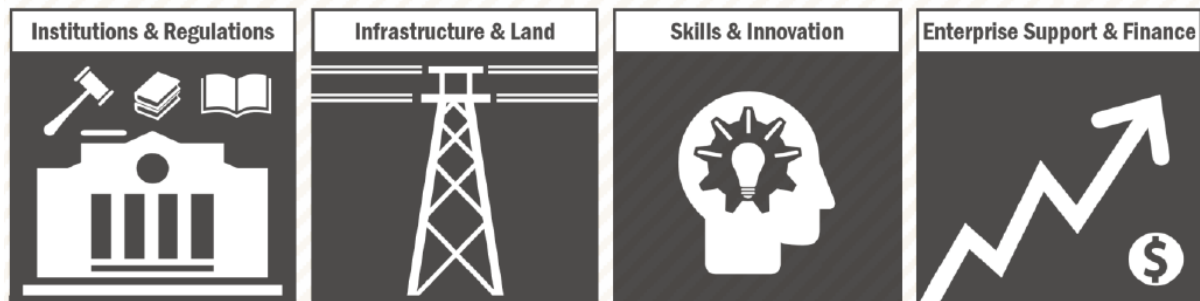 Institutions & Regulations
Infrastructure & Land
Skills & Innovation
Enterprise Support & Finance
$